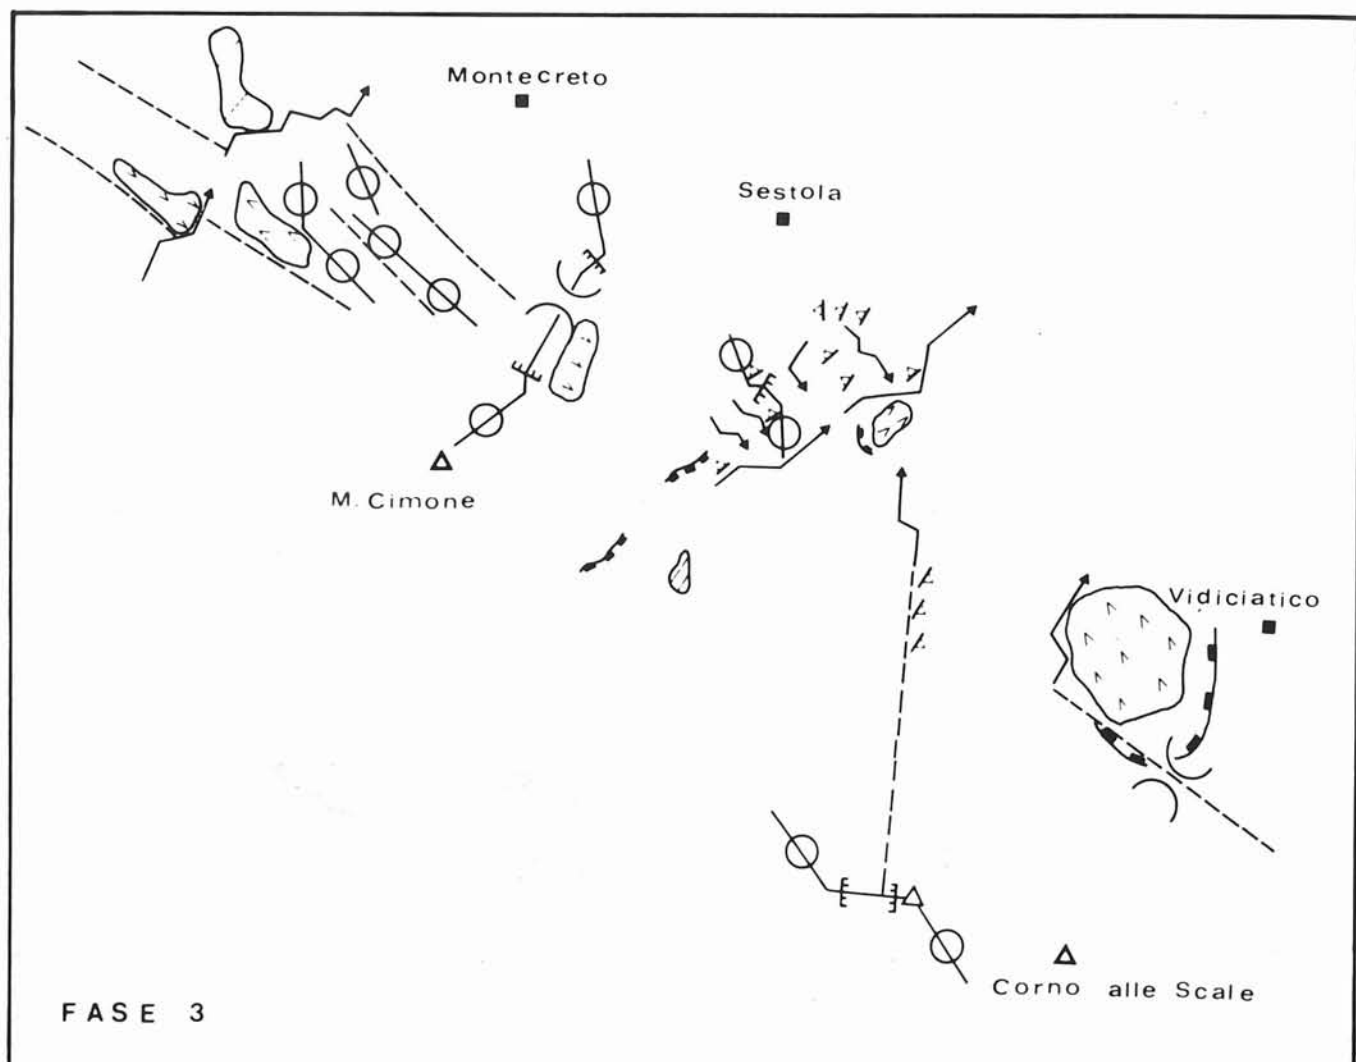 Montecreto
Sestola
M. Cimone
Vidiciatico
Corno alle Scale
FASE 3